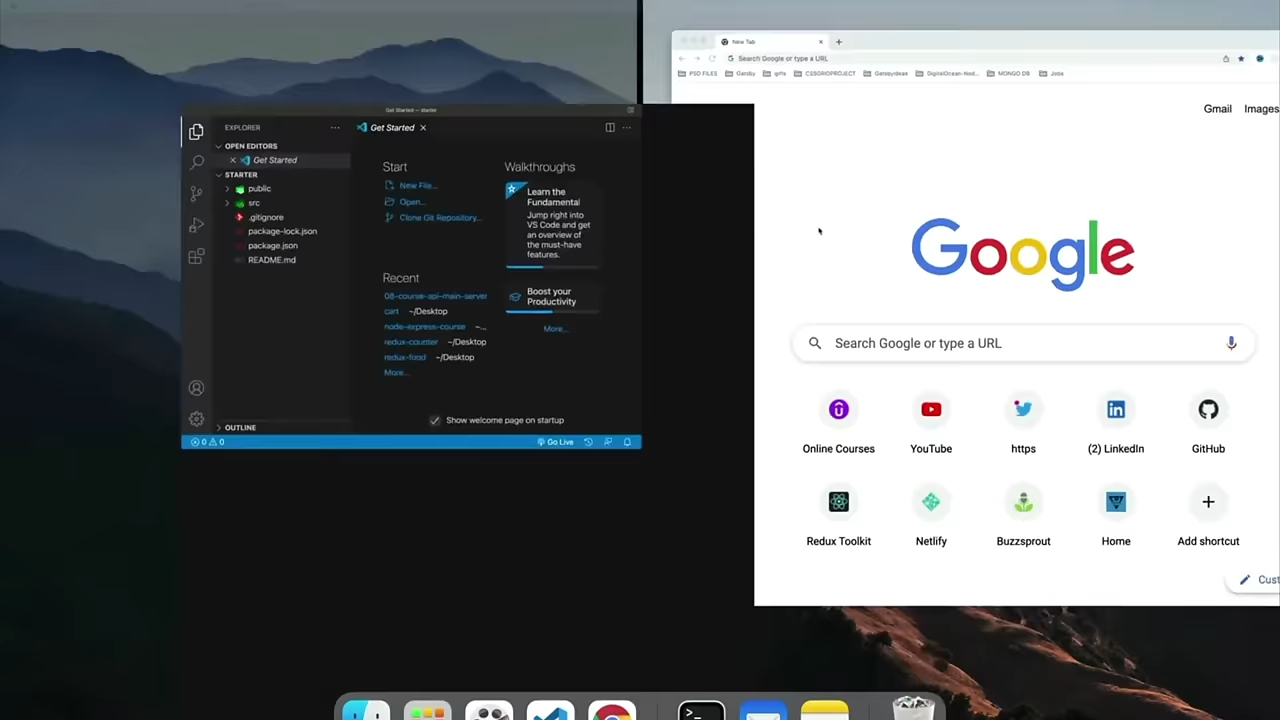 Get Started — starter
EXPLORER
Get Started
OPEN EDITORS
Get Started
STARTER
public
src
.gitignore
package-lock.json
package.json
README.md
OUTLINE
Start
New File...
Open...
Clone Git Repository...
Recent
08-course-api-main-server
cart ~/Desktop
node-express-course ~...
redux-counter ~/Desktop
redux-food ~/Desktop
More...
Walkthroughs
Learn the
Fundamental
Jump right into
VS Code and get
an overview of
the must-have
features.
Boost your
Productivity
More...
Show welcome page on startup
0 0
Go Live
New Tab
Search Google or type a URL
PSD FILES Gatsby gifts CESORIOPROJECT Gatsbyideas DigitalOcean-Nod... MONGO DB Jobs
Gmail Images
Google
Search Google or type a URL
Online Courses YouTube https (2) LinkedIn GitHub
Redux Toolkit Netlify Buzzsprout Home Add shortcut
Cust